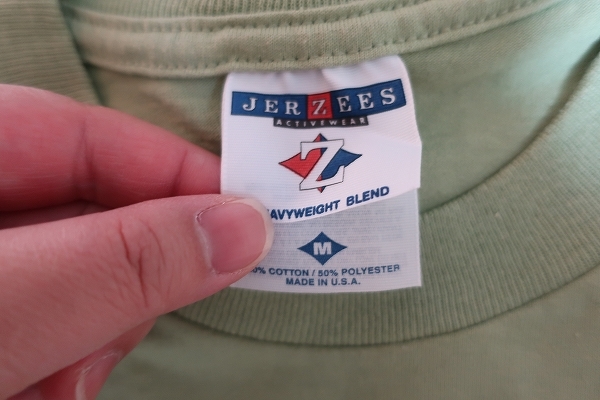 JERZEES
ACTIVEWEAR
Z
AVYWEIGHT BLEND
M
0% COTTON / 50% POLYESTER
MADE IN U.S.A.